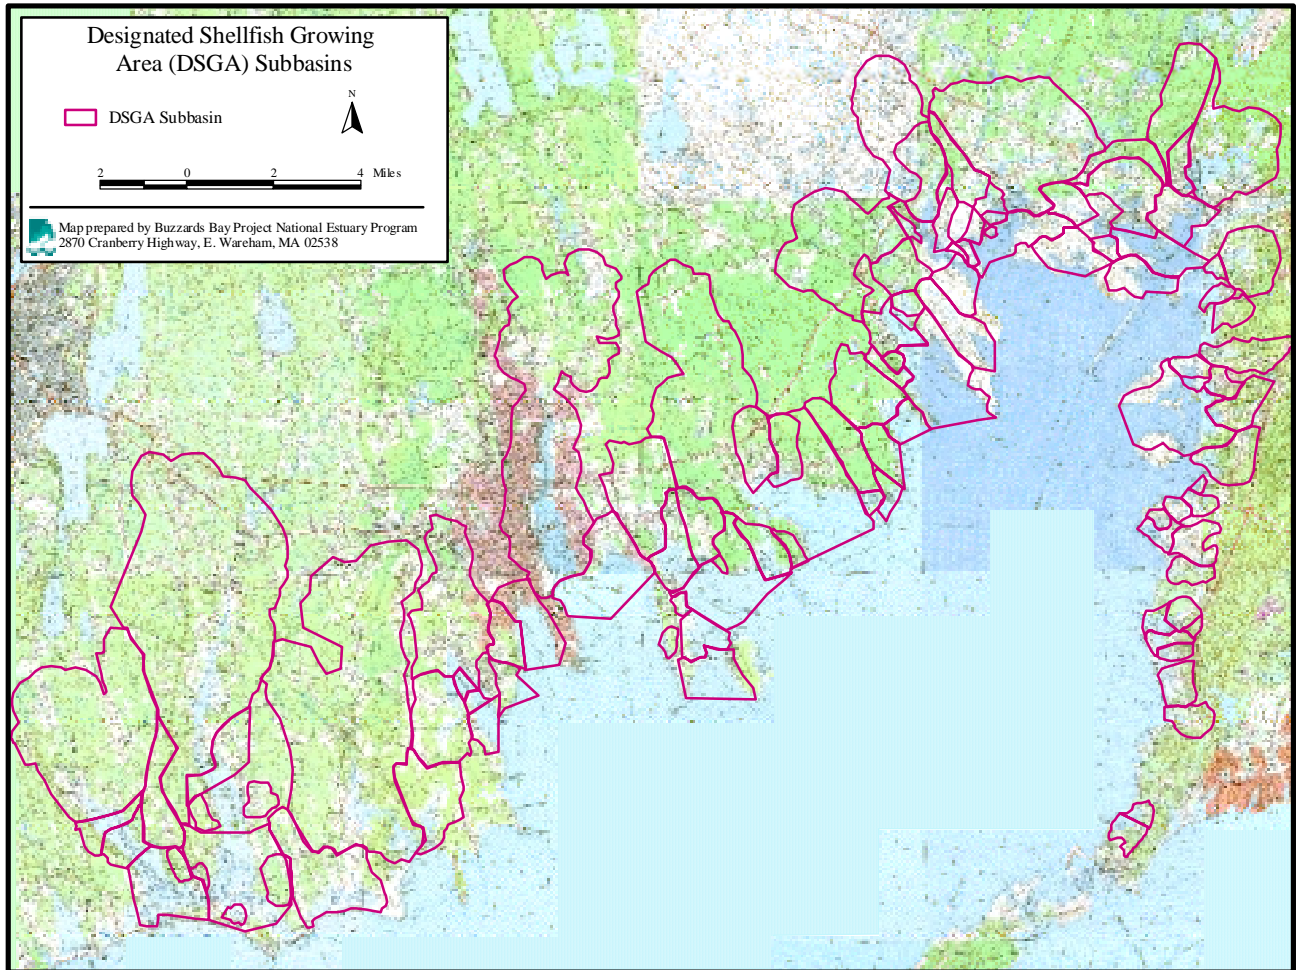 Designated Shellfish Growing
Area (DSGA) Subbasins
N
DSGA Subbasin
2 0 2 4 Miles
Map prepared by Buzzards Bay Project National Estuary Program
2870 Cranberry Highway, E. Wareham, MA 02538